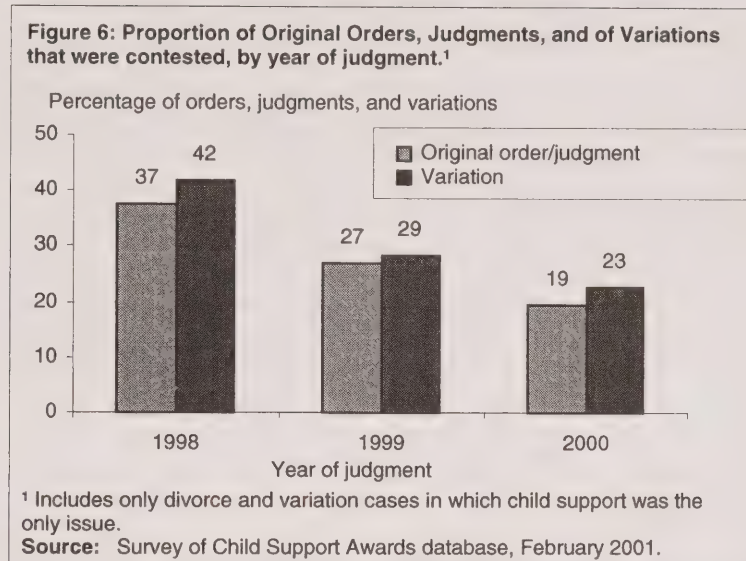 Figure 6: Proportion of Original Orders, Judgments, and of Variations
that were contested, by year of judgment.¹
Percentage of orders, judgments, and variations
50
40
30
20
10
0
37
42
27
29
19
23
Original order/judgment
Variation
1998
1999
2000
Year of judgment
¹ Includes only divorce and variation cases in which child support was the
only issue.
Source: Survey of Child Support Awards database, February 2001.